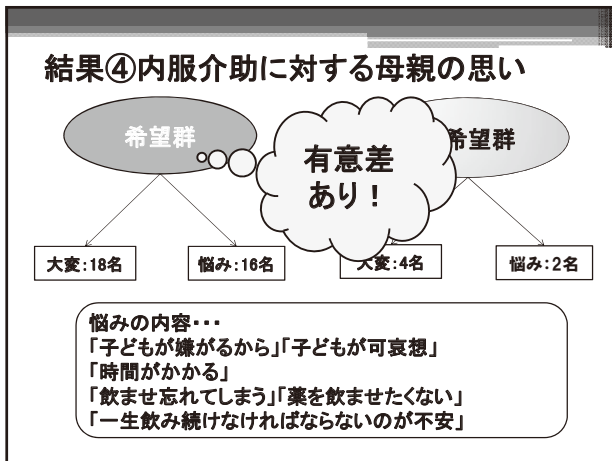 結果④内服介助に対する母親の思い
希望群
有意差
あり！
希望群
大変：18名
悩み：16名
大変：4名
悩み：2名
悩みの内容･･･
「子どもが嫌がるから」「子どもが可哀想」
「時間がかかる」
「飲ませ忘れてしまう」「薬を飲ませたくない」
「一生飲み続けなければならないのが不安」